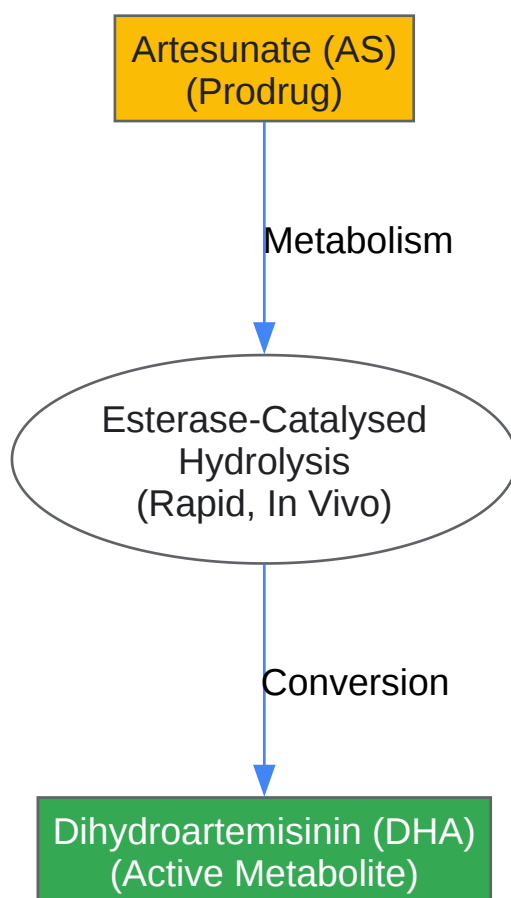 Artesunate (AS)
(Prodrug)
Metabolism
Esterase-Catalysed
Hydrolysis
(Rapid, In Vivo)
Conversion
Dihydroartemisinin (DHA)
(Active Metabolite)